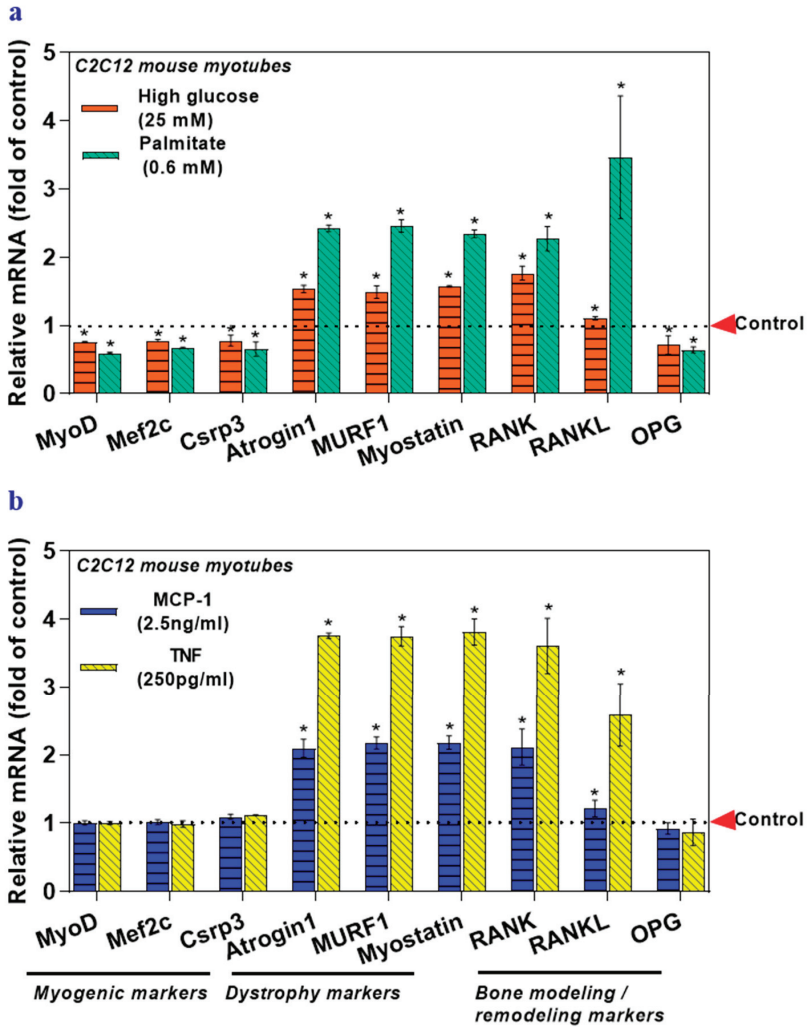 a
Relative mRNA (fold of control)
5
4
3
2
1
0
C2C12 mouse myotubes
High glucose
(25 mM)
Palmitate
(0.6 mM)
* * * * * * * * * * * * * * * * * *
Control
MyoD Mef2c Csrp3 Atrogin1 MURF1 Myostatin RANK RANKL OPG
b
Relative mRNA (fold of control)
5
4
3
2
1
0
C2C12 mouse myotubes
MCP-1
(2.5ng/ml)
TNF
(250pg/ml)
* * * * * * * * * *
Control
MyoD Mef2c Csrp3 Atrogin1 MURF1 Myostatin RANK RANKL OPG
Myogenic markers Dystrophy markers Bone modeling /
remodeling markers